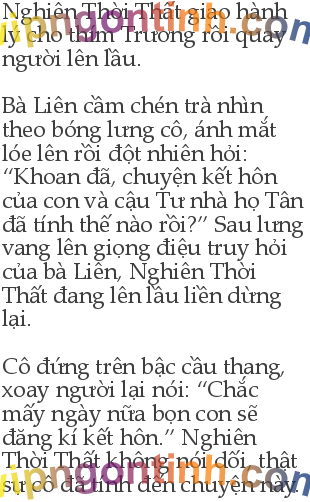 Nghiên Thời Thất giao hành
lý cho thím Trương rồi quay
người lên lầu.
Bà Liên cầm chén trà nhìn
theo bóng lưng cô, ánh mắt
lóe lên rồi đột nhiên hỏi:
“Khoan đã, chuyện kết hôn
của con và cậu Tư nhà họ Tân
đã tính thế nào rồi?” Sau lưng
vang lên giọng điệu truy hỏi
của bà Liên, Nghiên Thời
Thất đang lên lầu liền dừng
lại.
Cô đứng trên bậc cầu thang,
xoay người lại nói: “Chắc
mấy ngày nữa bọn con sẽ
đăng kí kết hôn.” Nghiên
Thời Thất không nói dối, thật
sự cô đã tính đến chuyện này.
vipngontinh.com
vipngontinh.com